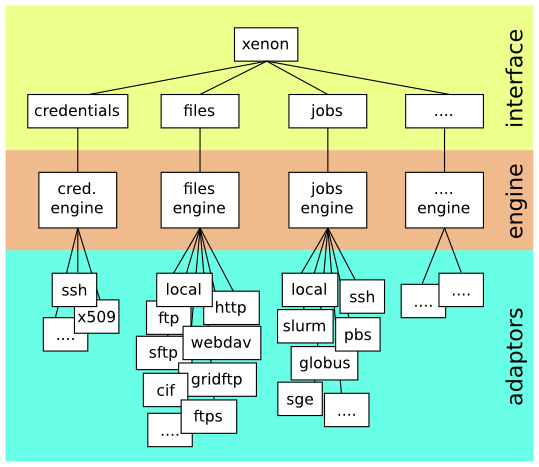 xenon
interface
credentials
files
jobs
....
engine
cred.
engine
files
engine
jobs
engine
....
engine
adaptors
ssh
x509
....
local
http
ftp
webdav
sftp
gridftp
cif
ftps
....
local
ssh
slurm
pbs
globus
sge
....
....
....